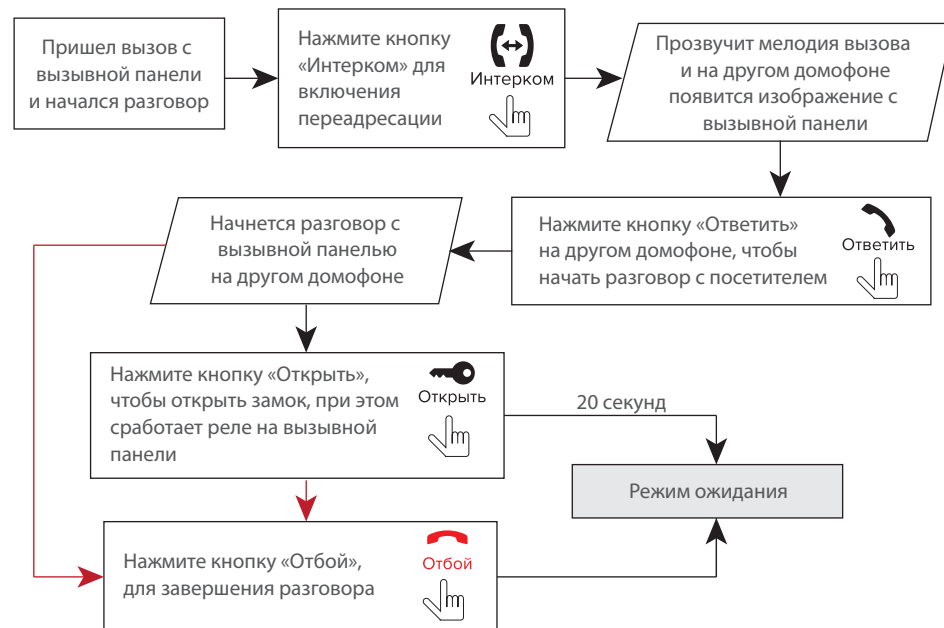 Пришел вызов с
вызывной панели
и начался разговор
Нажмите кнопку
«Интерком» для
включения
переадресации
Интерком
Прозвучит мелодия вызова
и на другом домофоне
появится изображение с
вызывной панели
Начнется разговор с
вызывной панелью
на другом домофоне
Нажмите кнопку «Ответить»
на другом домофоне, чтобы
начать разговор с посетителем
Ответить
Нажмите кнопку «Открыть»,
чтобы открыть замок, при этом
сработает реле на вызывной
панели
Открыть
20 секунд
Режим ожидания
Нажмите кнопку «Отбой»,
для завершения разговора
Отбой